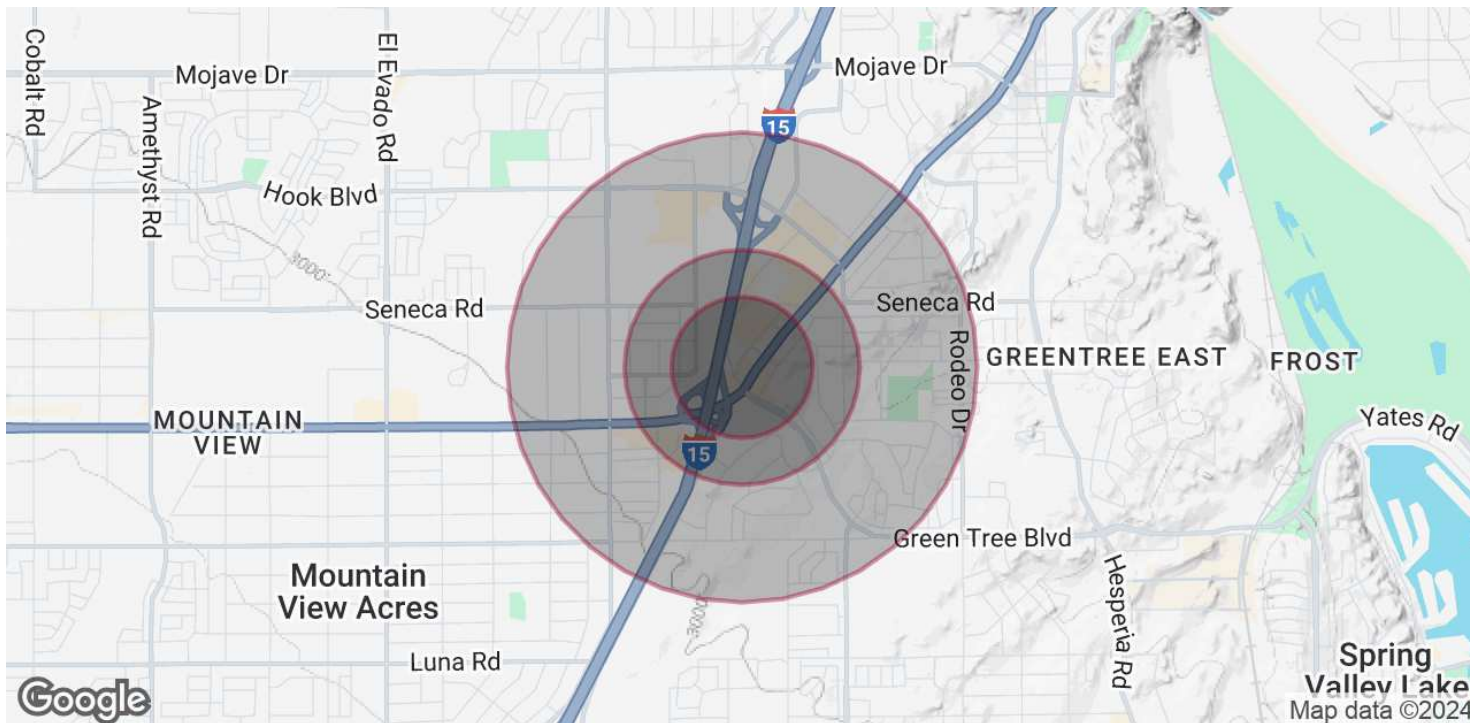 Cobalt Rd
Mojave Dr
El Evado Rd
Amethyst Rd
Hook Blvd
3000
Seneca Rd
15
Mojave Dr
Seneca Rd
Rodeo Dr
GREENTREE EAST
FROST
MOUNTAIN
VIEW
15
Yates Rd
Green Tree Blvd
Hesperia Rd
Mountain
View Acres
3000
Luna Rd
Spring
Valley Lake
Google
Map data ©2024